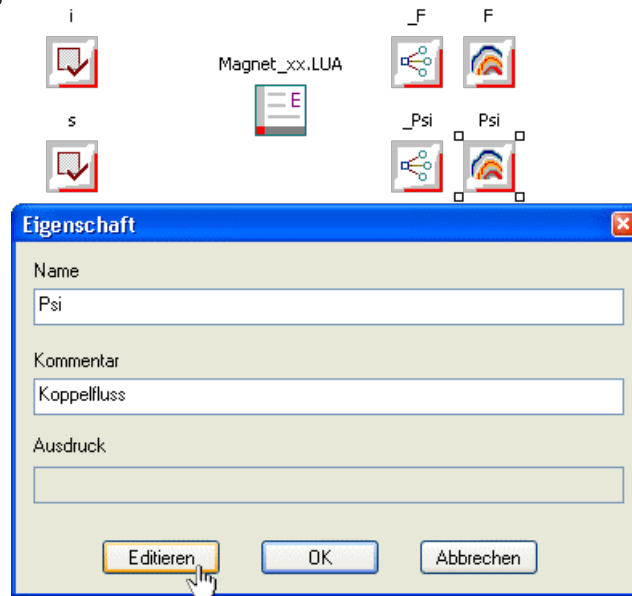 i
_F
F
Magnet_xx.LUA
E
s
_Psi
Psi
Eigenschaft
Name
Psi
Kommentar
Koppelfluss
Ausdruck
Editieren
OK
Abbrechen